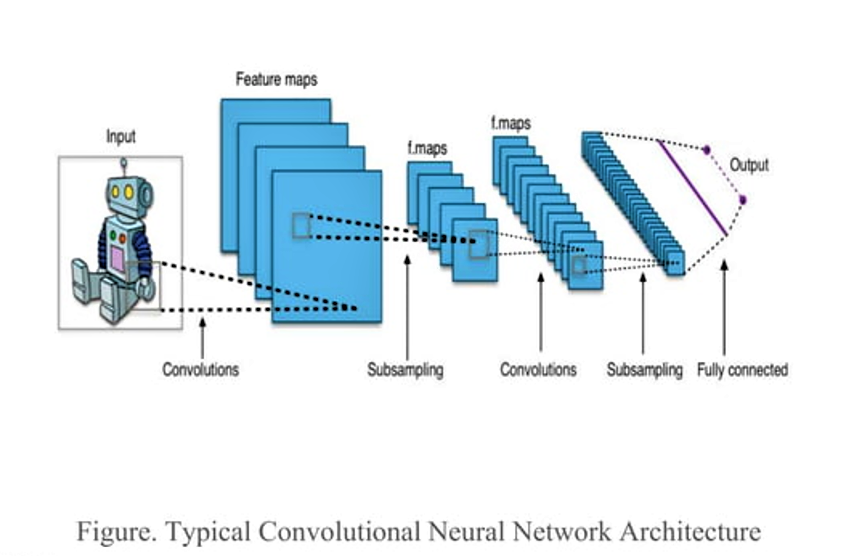 Feature maps
f.maps
Input
f.maps
Output
Convolutions
Subsampling
Convolutions
Subsampling
Fully connected
Figure. Typical Convolutional Neural Network Architecture